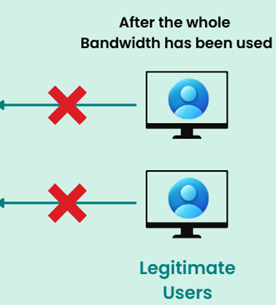 After the whole
Bandwidth has been used
Legitimate
Users